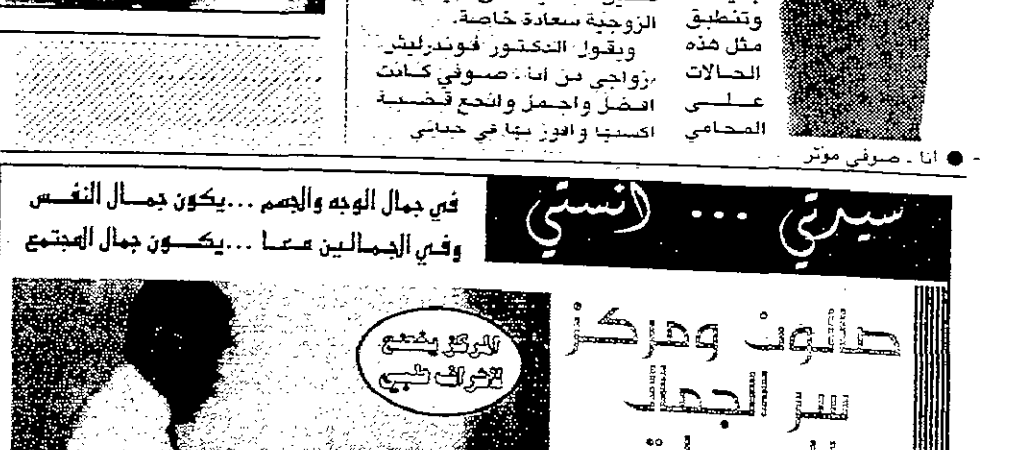 وتنطبق
مثل هذه
الحالات
على
المحامي
الزوجية سعادة خاصة.
ويقول الدكتور فوندرليش
زواجي من انا ـ صوفي كانت
افضل واجمل وانجح قضية
اكسبها وافوز بها في حياتي
● انا ـ صوفي موتر
سيدتي ... انستي
في جمال الوجه والجسم ...يكون جمال النفس
وفي الجمالين معا ...يكون جمال المجتمع
صالون ومركز
سر الجمال
المركز يخضع
لاشراف طبي